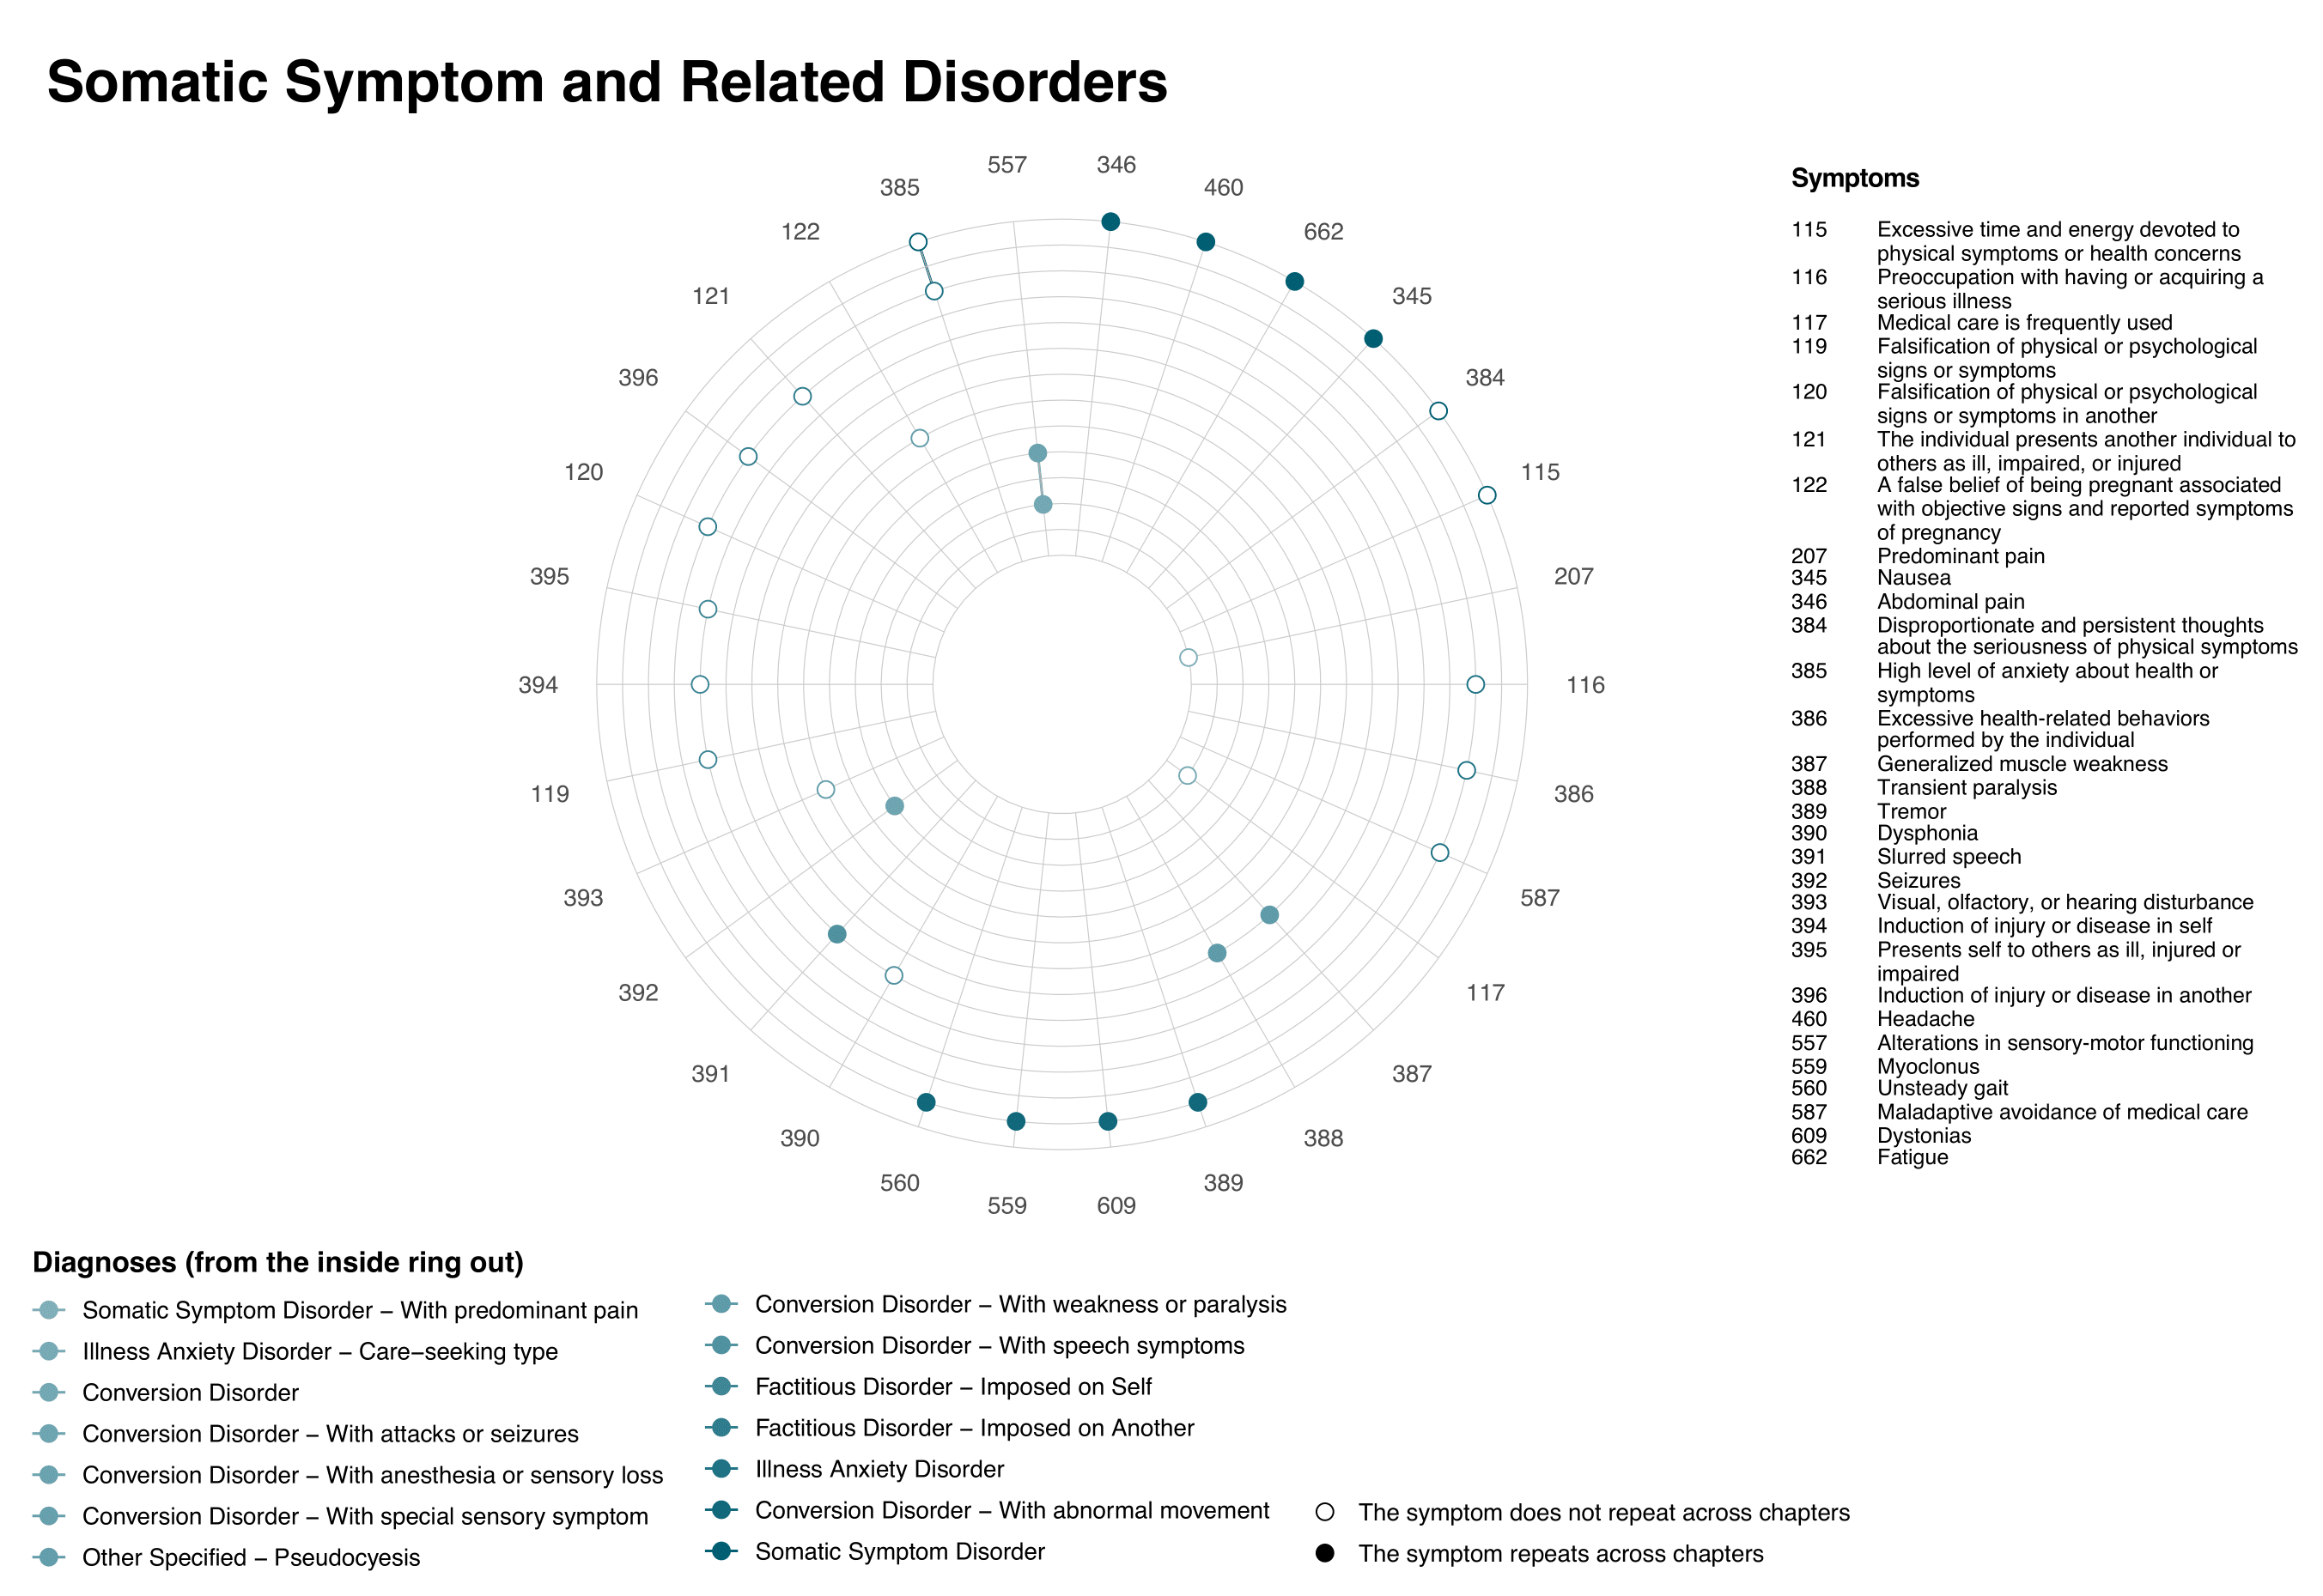 Somatic Symptom and Related Disorders
557
346
385
460
122
662
121
345
396
384
120
115
395
207
394
116
119
386
393
587
392
117
391
387
390
388
560
389
559
609
Symptoms
115 Excessive time and energy devoted to
physical symptoms or health concerns
116 Preoccupation with having or acquiring a
serious illness
117 Medical care is frequently used
119 Falsification of physical or psychological
signs or symptoms
120 Falsification of physical or psychological
signs or symptoms in another
121 The individual presents another individual to
others as ill, impaired, or injured
122 A false belief of being pregnant associated
with objective signs and reported symptoms
of pregnancy
207 Predominant pain
345 Nausea
346 Abdominal pain
384 Disproportionate and persistent thoughts
about the seriousness of physical symptoms
385 High level of anxiety about health or
symptoms
386 Excessive health-related behaviors
performed by the individual
387 Generalized muscle weakness
388 Transient paralysis
389 Tremor
390 Dysphonia
391 Slurred speech
392 Seizures
393 Visual, olfactory, or hearing disturbance
394 Induction of injury or disease in self
395 Presents self to others as ill, injured or
impaired
396 Induction of injury or disease in another
460 Headache
557 Alterations in sensory-motor functioning
559 Myoclonus
560 Unsteady gait
587 Maladaptive avoidance of medical care
609 Dystonias
662 Fatigue
Diagnoses (from the inside ring out)
Somatic Symptom Disorder – With predominant pain
Illness Anxiety Disorder – Care–seeking type
Conversion Disorder
Conversion Disorder – With attacks or seizures
Conversion Disorder – With anesthesia or sensory loss
Conversion Disorder – With special sensory symptom
Other Specified – Pseudocyesis
Conversion Disorder – With weakness or paralysis
Conversion Disorder – With speech symptoms
Factitious Disorder – Imposed on Self
Factitious Disorder – Imposed on Another
Illness Anxiety Disorder
Conversion Disorder – With abnormal movement
Somatic Symptom Disorder
The symptom does not repeat across chapters
The symptom repeats across chapters